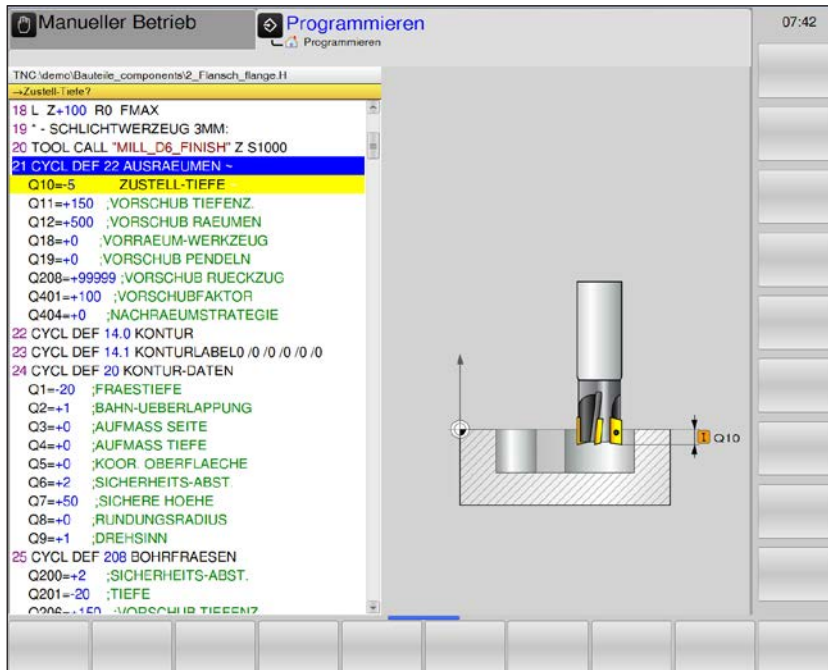 Manueller Betrieb
Programmieren
Programmieren
07:42
TNC:\demo\Bauteile_components\2_Flansch_flange.H
→Zustell-Tiefe?
18 L Z+100 R0 FMAX
19 * - SCHLICHTWERZEUG 3MM:
20 TOOL CALL "MILL_D6_FINISH" Z S1000
21 CYCL DEF 22 AUSRAEUMEN ~
Q10=-5 ZUSTELL-TIEFE
Q11=+150 ;VORSCHUB TIEFENZ.
Q12=+500 ;VORSCHUB RAEUMEN
Q18=+0 ;VORRAEUM-WERKZEUG
Q19=+0 ;VORSCHUB PENDELN
Q208=+99999 ;VORSCHUB RUECKZUG
Q401=+100 ;VORSCHUBFAKTOR
Q404=+0 ;NACHRAEUMSTRATEGIE
22 CYCL DEF 14.0 KONTUR
23 CYCL DEF 14.1 KONTURLABEL0 /0 /0 /0 /0 /0
24 CYCL DEF 20 KONTUR-DATEN
Q1=-20 ;FRAESTIEFE
Q2=+1 ;BAHN-UEBERLAPPUNG
Q3=+0 ;AUFMASS SEITE
Q4=+0 ;AUFMASS TIEFE
Q5=+0 ;KOOR. OBERFLAECHE
Q6=+2 ;SICHERHEITS-ABST.
Q7=+50 ;SICHERE HOEHE
Q8=+0 ;RUNDUNGSRADIUS
Q9=+1 ;DREHSINN
25 CYCL DEF 208 BOHRFRAESEN
Q200=+2 ;SICHERHEITS-ABST.
Q201=-20 ;TIEFE
Q206=+150 ;VORSCHUB TIEFENZ
I Q10